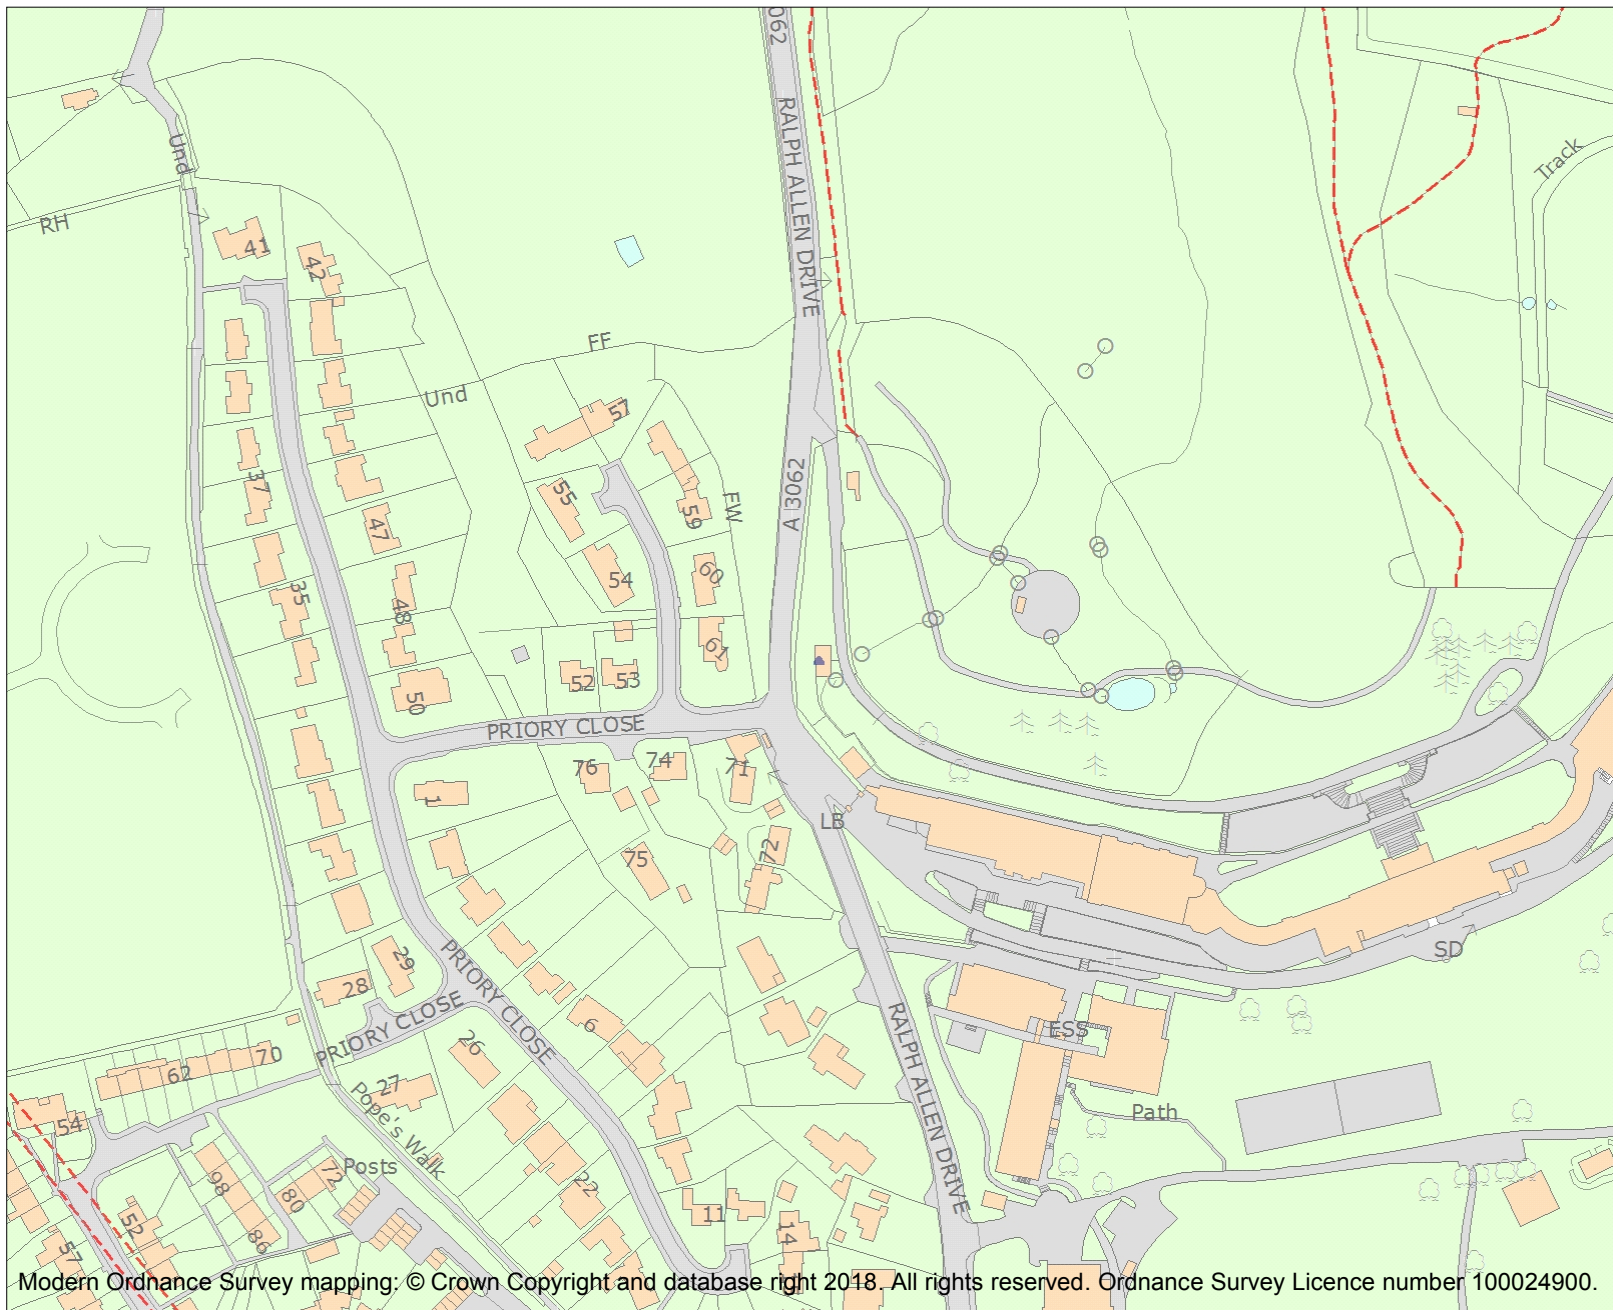 3062
RALPH ALLEN DRIVE
Und
Track
RH
41
42
FF
Und
57
37
55
59
FW
A 3062
47
54
60
35
48
61
52
53
50
PRIORY CLOSE
76
74
71
1
LB
72
75
PRIORY CLOSE
29
28
SD
PRIORY CLOSE
6
ESS
RALPH ALLEN DRIVE
26
70
62
27
Pope's Walk
Path
54
Posts
72
98
80
22
52
86
57
11
14
Modern Ordnance Survey mapping: © Crown Copyright and database right 2018. All rights reserved. Ordnance Survey Licence number 100024900.